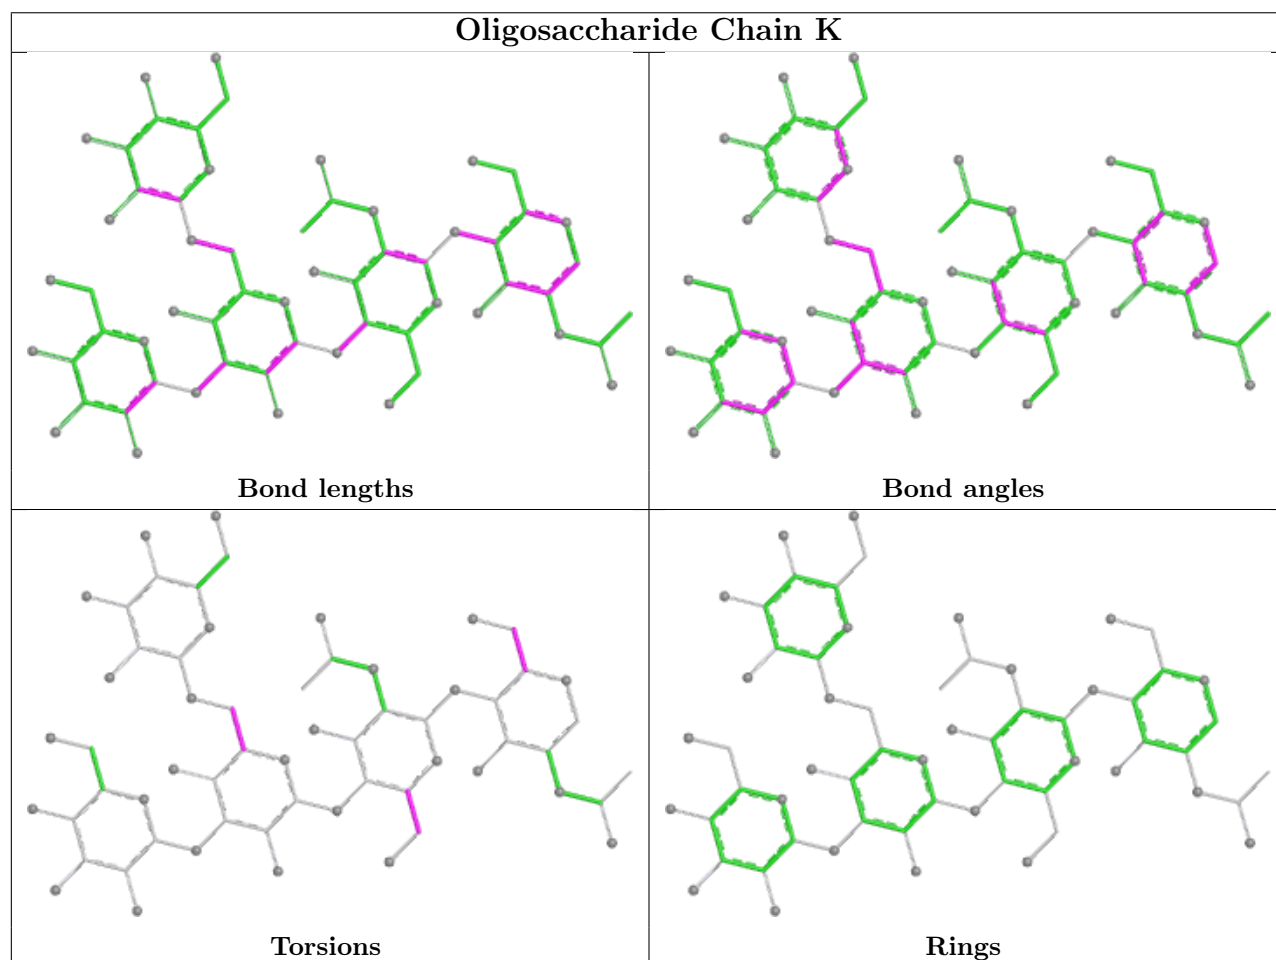 Oligosaccharide Chain K
Bond lengths
Bond angles
Torsions
Rings